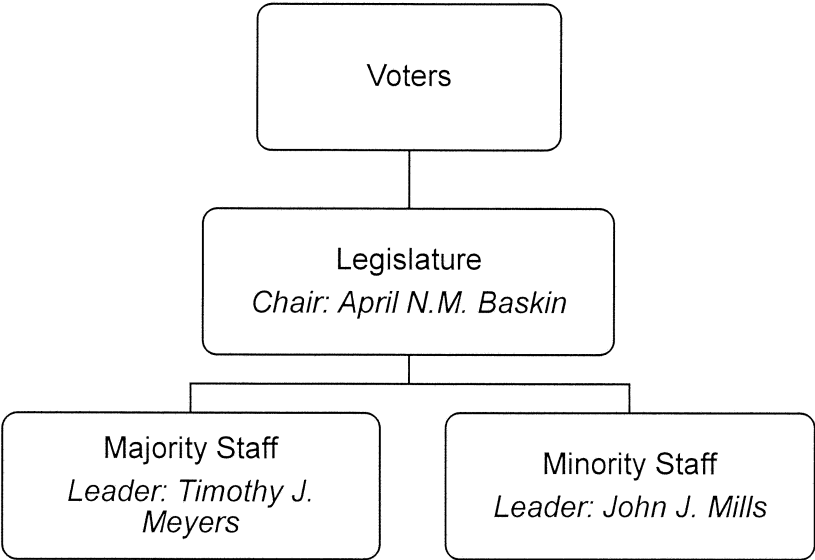 Voters
Legislature
Chair: April N.M. Baskin
Majority Staff
Leader: Timothy J.
Meyers
Minority Staff
Leader: John J. Mills